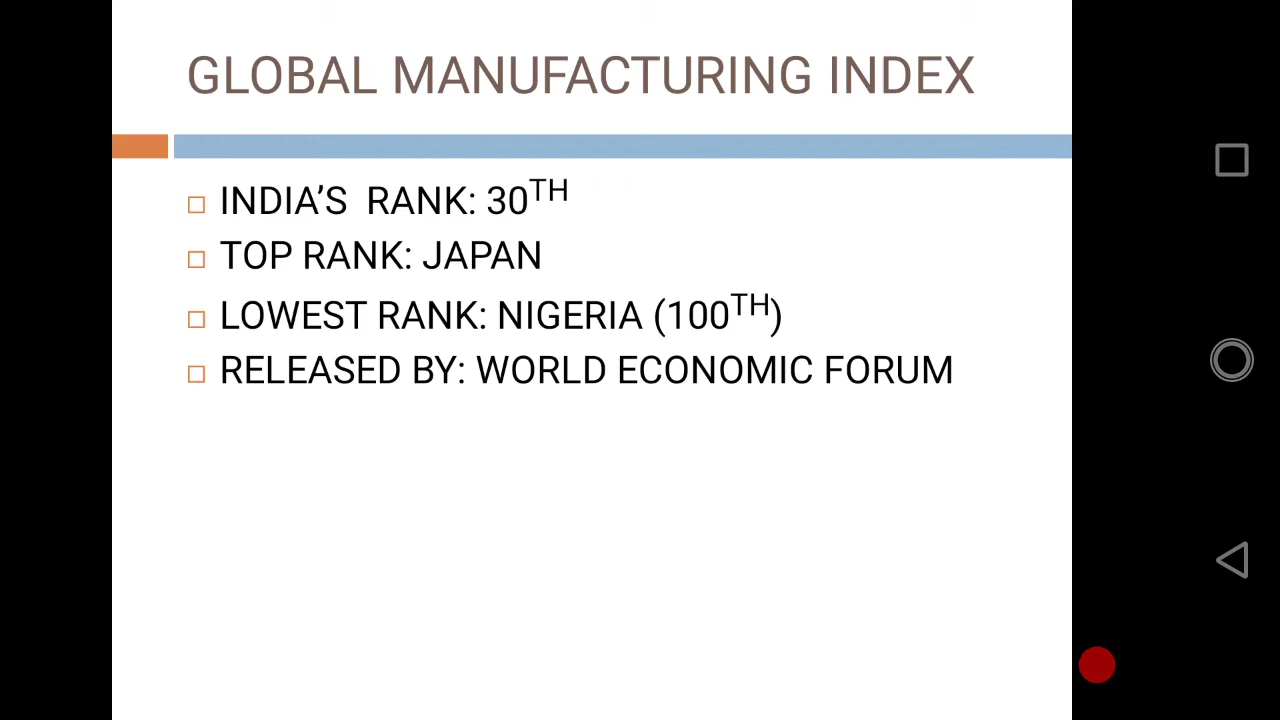 GLOBAL MANUFACTURING INDEX
INDIA’S  RANK: 30TH
TOP RANK: JAPAN
LOWEST RANK: NIGERIA (100TH)
RELEASED BY: WORLD ECONOMIC FORUM